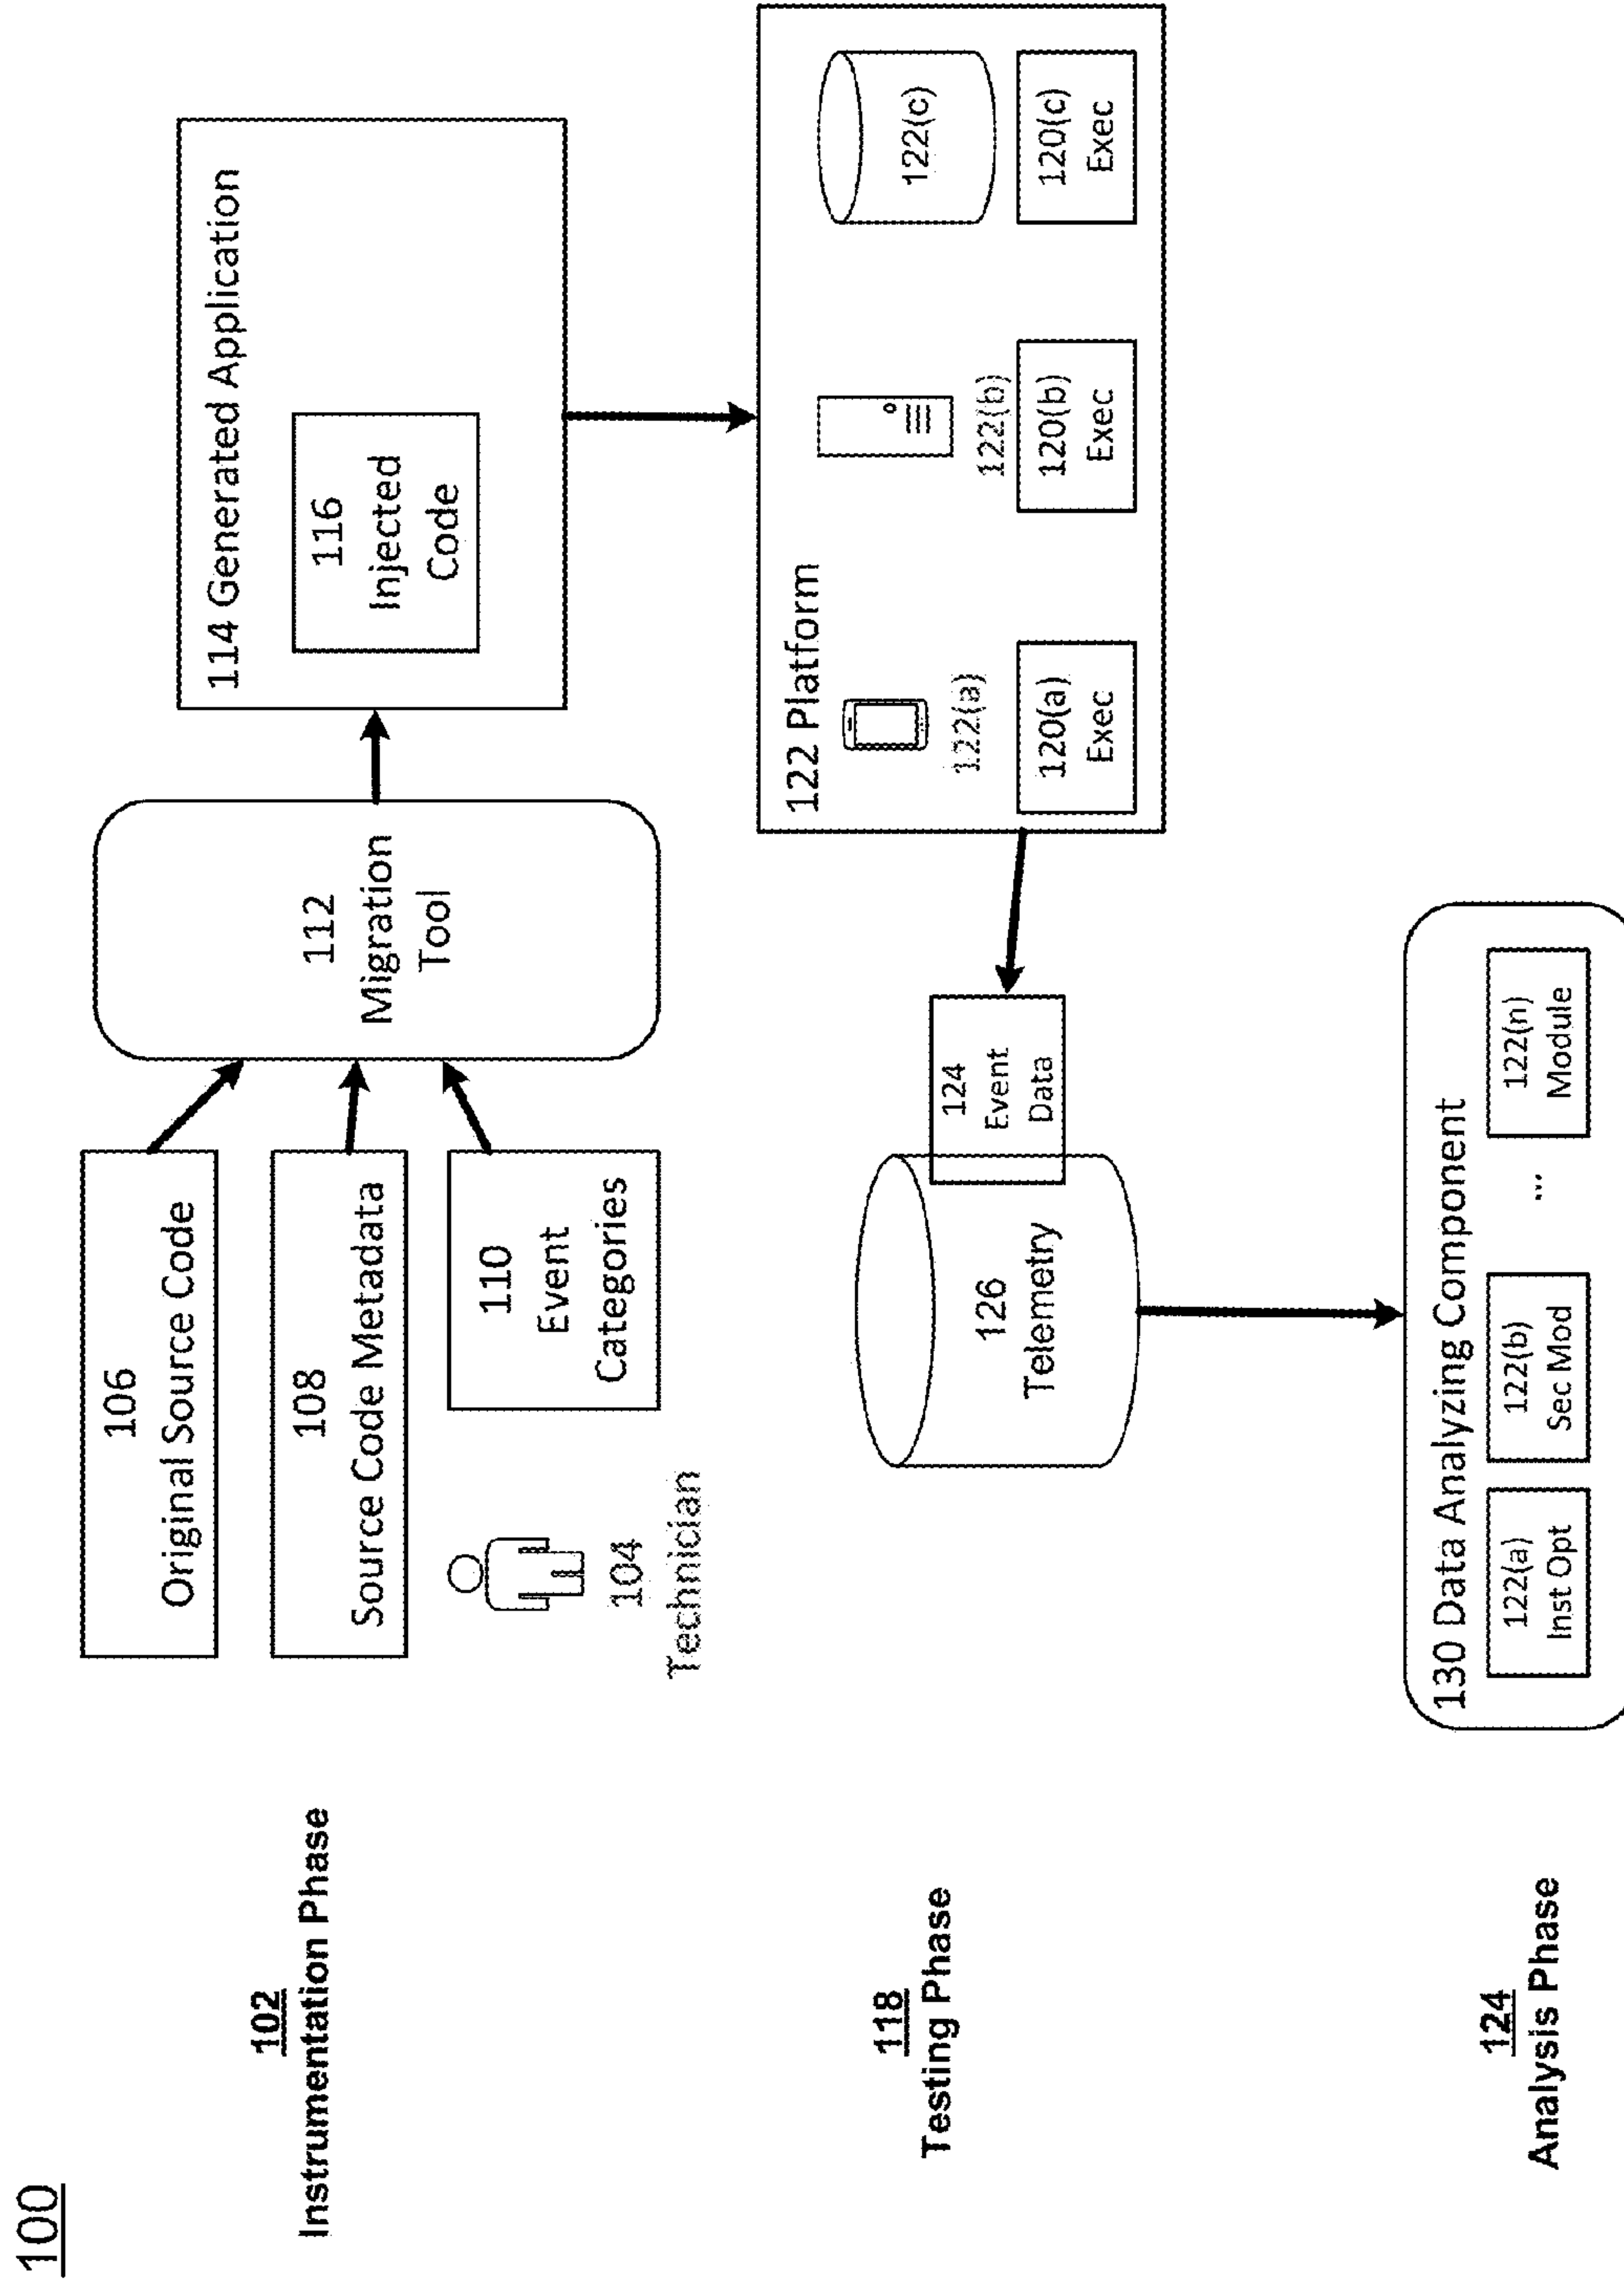 100
102
Instrumentation Phase
106
Original Source Code
108
Source Code Metadata
110
Event
Categories
104
Technician
112
Migration
Tool
114 Generated Application
116
Injected
Code
118
Testing Phase
122 Platform
122(a)
120(a)
Exec
122(b)
120(b)
Exec
122(c)
120(c)
Exec
124
Event
Data
126
Telemetry
124
Analysis Phase
130 Data Analyzing Component
122(a)
Inst Opt
122(b)
Sec Mod
...
122(n)
Module